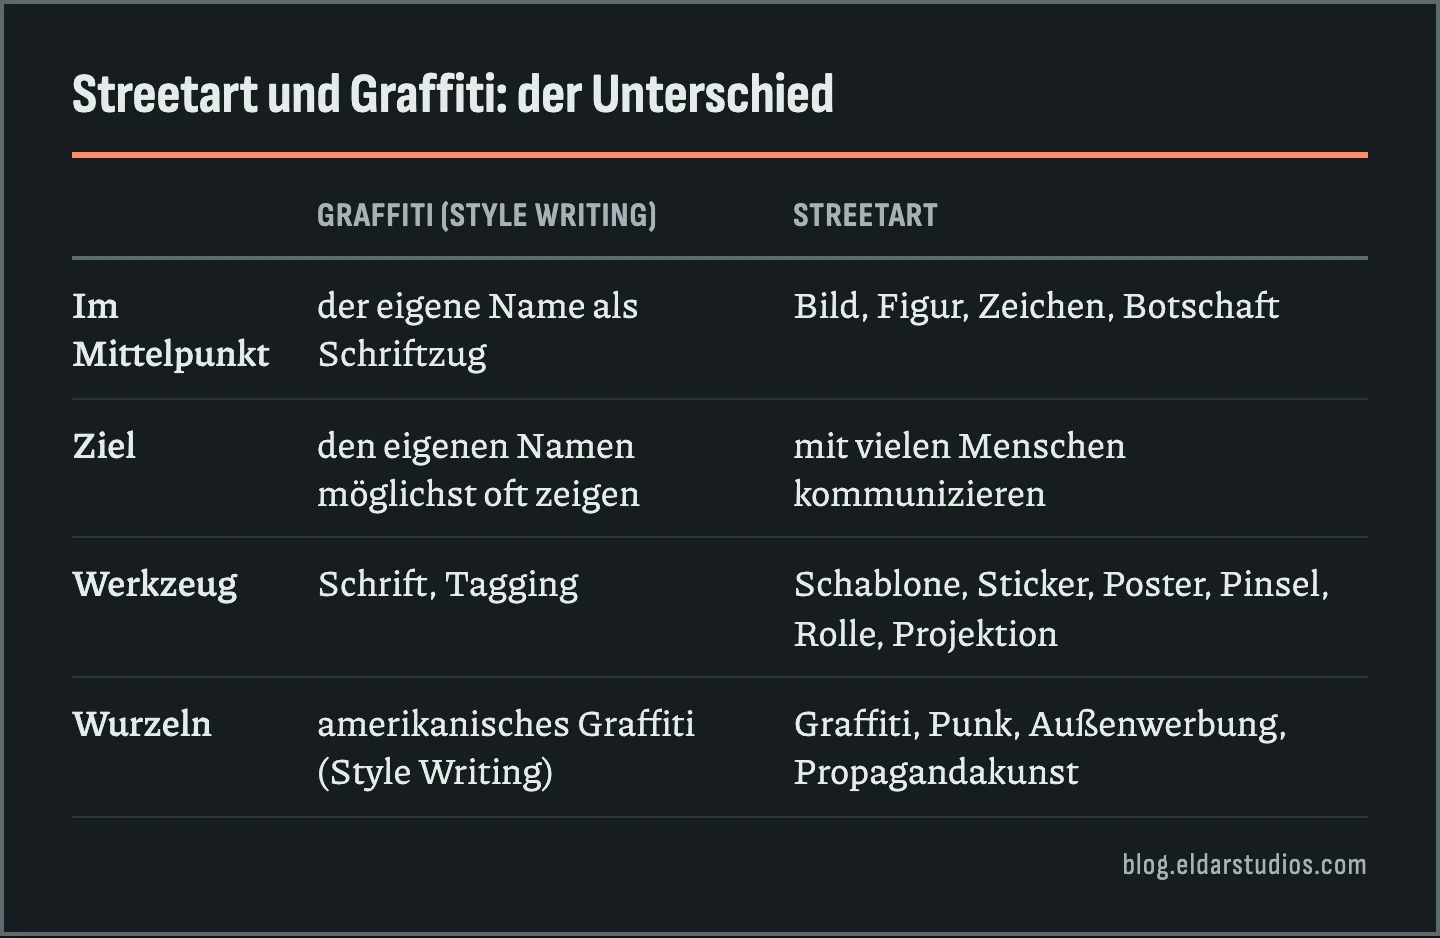 Streetart und Graffiti: der Unterschied
GRAFFITI (STYLE WRITING) STREETART
Im Mittelpunkt
der eigene Name als
Schriftzug
Bild, Figur, Zeichen, Botschaft
Ziel
den eigenen Namen
möglichst oft zeigen
mit vielen Menschen
kommunizieren
Werkzeug
Schrift, Tagging
Schablone, Sticker, Poster, Pinsel,
Rolle, Projektion
Wurzeln
amerikanisches Graffiti
(Style Writing)
Graffiti, Punk, Außenwerbung,
Propagandakunst
blog.eldarstudios.com